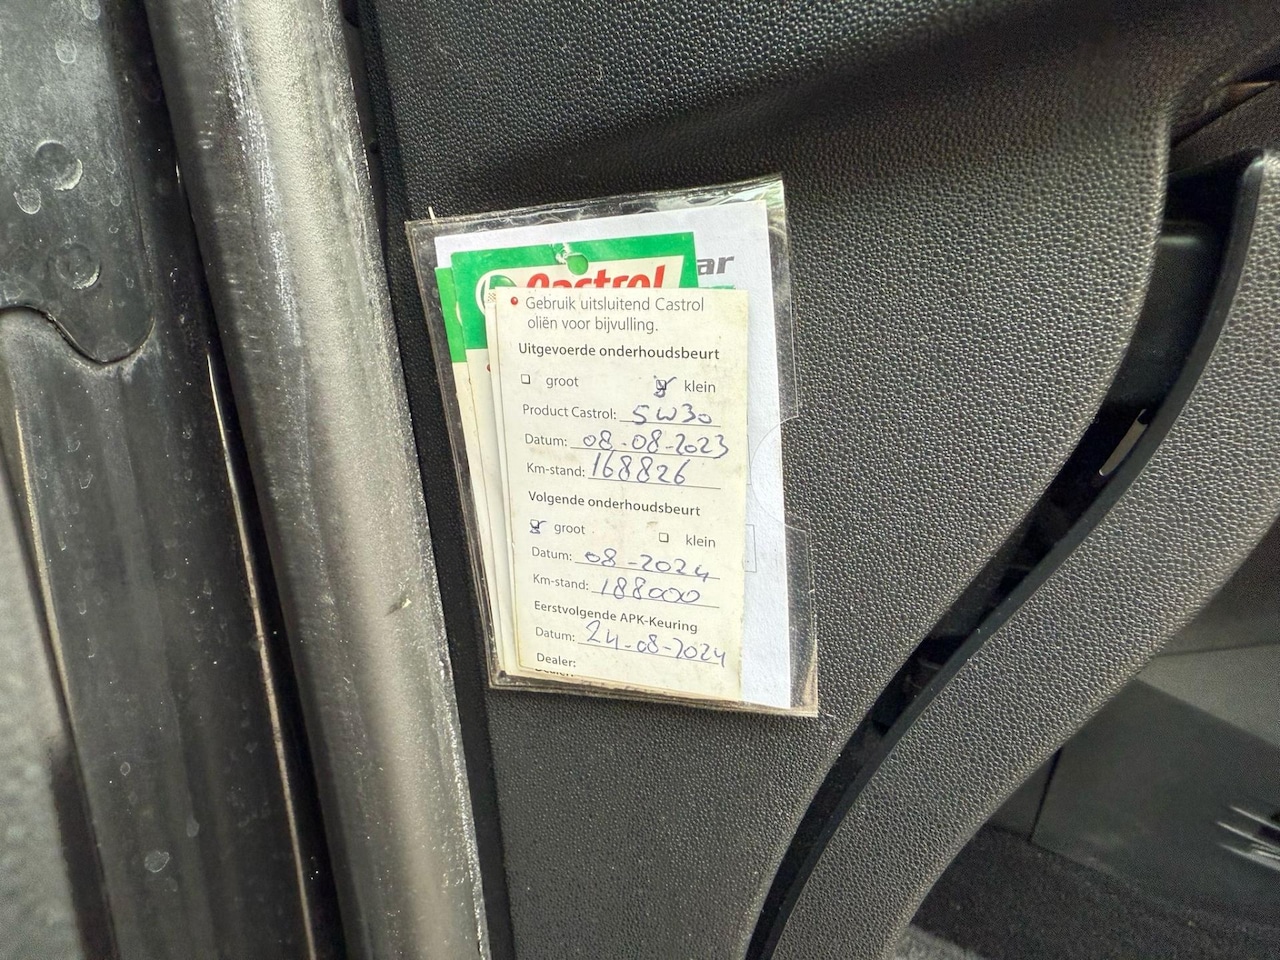 Castrol
ar
Gebruik uitsluitend Castrol
oliën voor bijvulling.
Uitgevoerde onderhoudsbeurt
groot klein
Product Castrol: 5W30
Datum: 08-08-2023
Km-stand: 168826
Volgende onderhoudsbeurt
groot klein
Datum: 08-2024
Km-stand: 188000
Eerstvolgende APK-Keuring
Datum: 24-08-2024
Dealer:
Dealer: